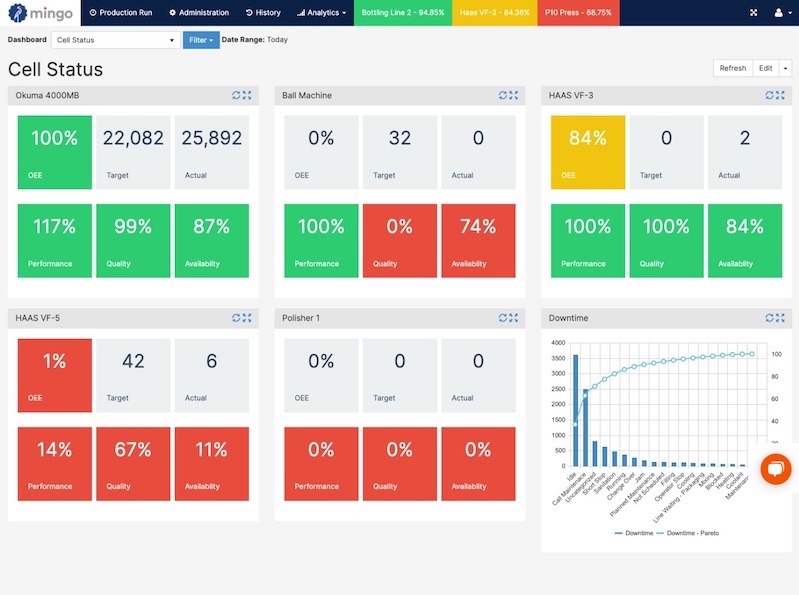 mingo Production Run Administration History Analytics Bottling Line 2 - 94.85% Haas VF-3 - 84.36% P10 Press - 68.75%
Dashboard Cell Status Filter Date Range: Today
Cell Status
Refresh Edit
Okuma 4000MB
100% 22,082 25,892
OEE Target Actual
117% 99% 87%
Performance Quality Availability
Ball Machine
0% 32 0
OEE Target Actual
100% 0% 74%
Performance Quality Availability
HAAS VF-3
84% 0 2
OEE Target Actual
100% 100% 84%
Performance Quality Availability
HAAS VF-5
1% 42 6
OEE Target Actual
14% 67% 11%
Performance Quality Availability
Polisher 1
0% 0 0
OEE Target Actual
0% 0% 0%
Performance Quality Availability
Downtime
4000
3500
3000
2500
2000
1500
1000
500
0
100
80
60
40
Idle
Call Maintenace
Uncategorized
Short Stop
Sanitation
Running
Change Over
Jam
Planned Maintenance
Not Scheduled
Filling
Operator Stop
Cooling
Line Waiting - Packaging
Mixing
Blocked
Heating
Coolant
Maintenanc
Downtime Downtime - Pareto